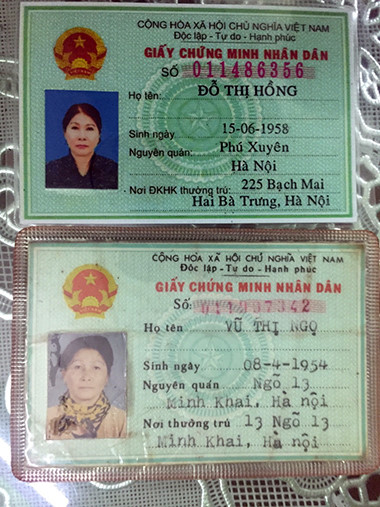 CỘNG HÒA XÃ HỘI CHỦ NGHĨA VIỆT NAM
Độc lập - Tự do - Hạnh phúc
GIẤY CHỨNG MINH NHÂN DÂN
SỐ 011486356
Họ tên: ĐỖ THỊ HỒNG
Sinh ngày 15-06-1958
Nguyên quán: Phú Xuyên
Hà Nội
Nơi ĐKHK thường trú: 225 Bạch Mai
Hai Bà Trưng, Hà Nội
CỘNG HÒA XÃ HỘI CHỦ NGHĨA VIỆT NAM
Độc lập - Tự do - Hạnh phúc
GIẤY CHỨNG MINH NHÂN DÂN
Số:
Họ tên VŨ THỊ NGỌ
Sinh ngày 08-4-1954
Nguyên quán Ngõ 13
Minh Khai, Hà nội
Nơi thường trú 13 Ngõ 13
Minh Khai, Hà nội